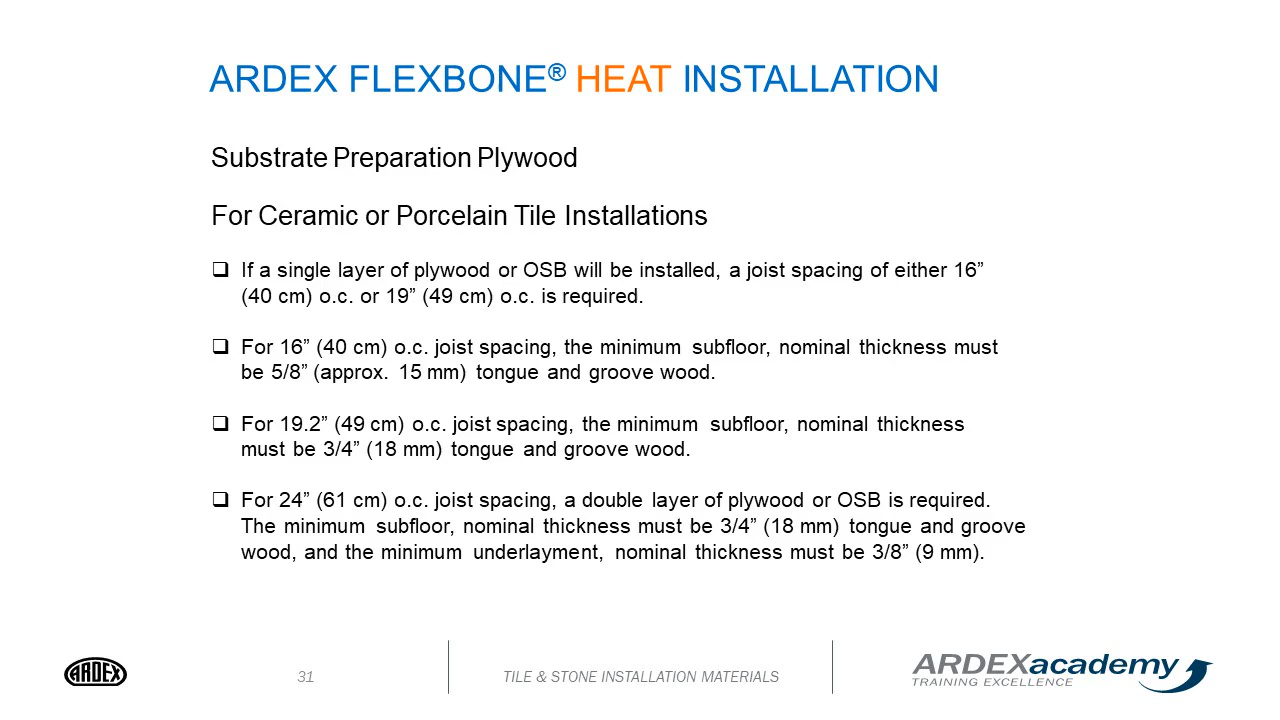 ARDEX FLEXBONE® HEAT INSTALLATION
Substrate Preparation Plywood
For Ceramic or Porcelain Tile Installations
❑ If a single layer of plywood or OSB will be installed, a joist spacing of either 16”
(40 cm) o.c. or 19” (49 cm) o.c. is required.
❑ For 16” (40 cm) o.c. joist spacing, the minimum subfloor, nominal thickness must
be 5/8” (approx. 15 mm) tongue and groove wood.
❑ For 19.2” (49 cm) o.c. joist spacing, the minimum subfloor, nominal thickness
must be 3/4” (18 mm) tongue and groove wood.
❑ For 24” (61 cm) o.c. joist spacing, a double layer of plywood or OSB is required.
The minimum subfloor, nominal thickness must be 3/4” (18 mm) tongue and groove
wood, and the minimum underlayment, nominal thickness must be 3/8” (9 mm).
ARDEX
31
TILE & STONE INSTALLATION MATERIALS
ARDEXacademy
TRAINING EXCELLENCE